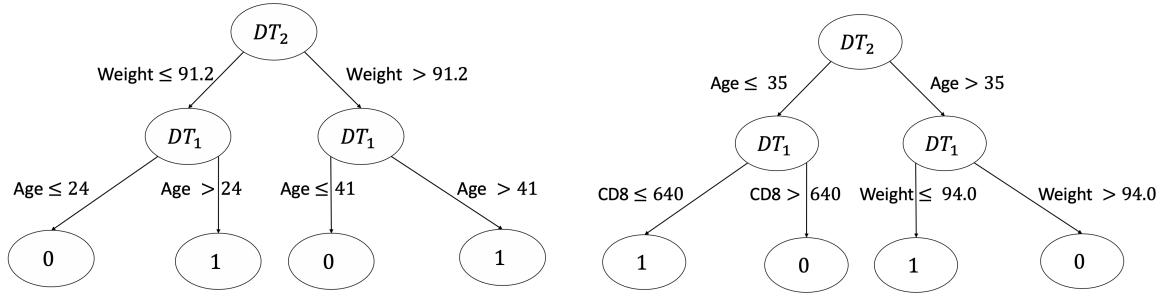 DT₂
Weight ≤ 91.2
Weight > 91.2
DT₁
DT₁
Age ≤ 24
Age > 24
Age ≤ 41
Age > 41
0
1
0
1
DT₂
Age ≤ 35
Age > 35
DT₁
DT₁
CD8 ≤ 640
CD8 > 640
Weight ≤ 94.0
Weight > 94.0
1
0
1
0